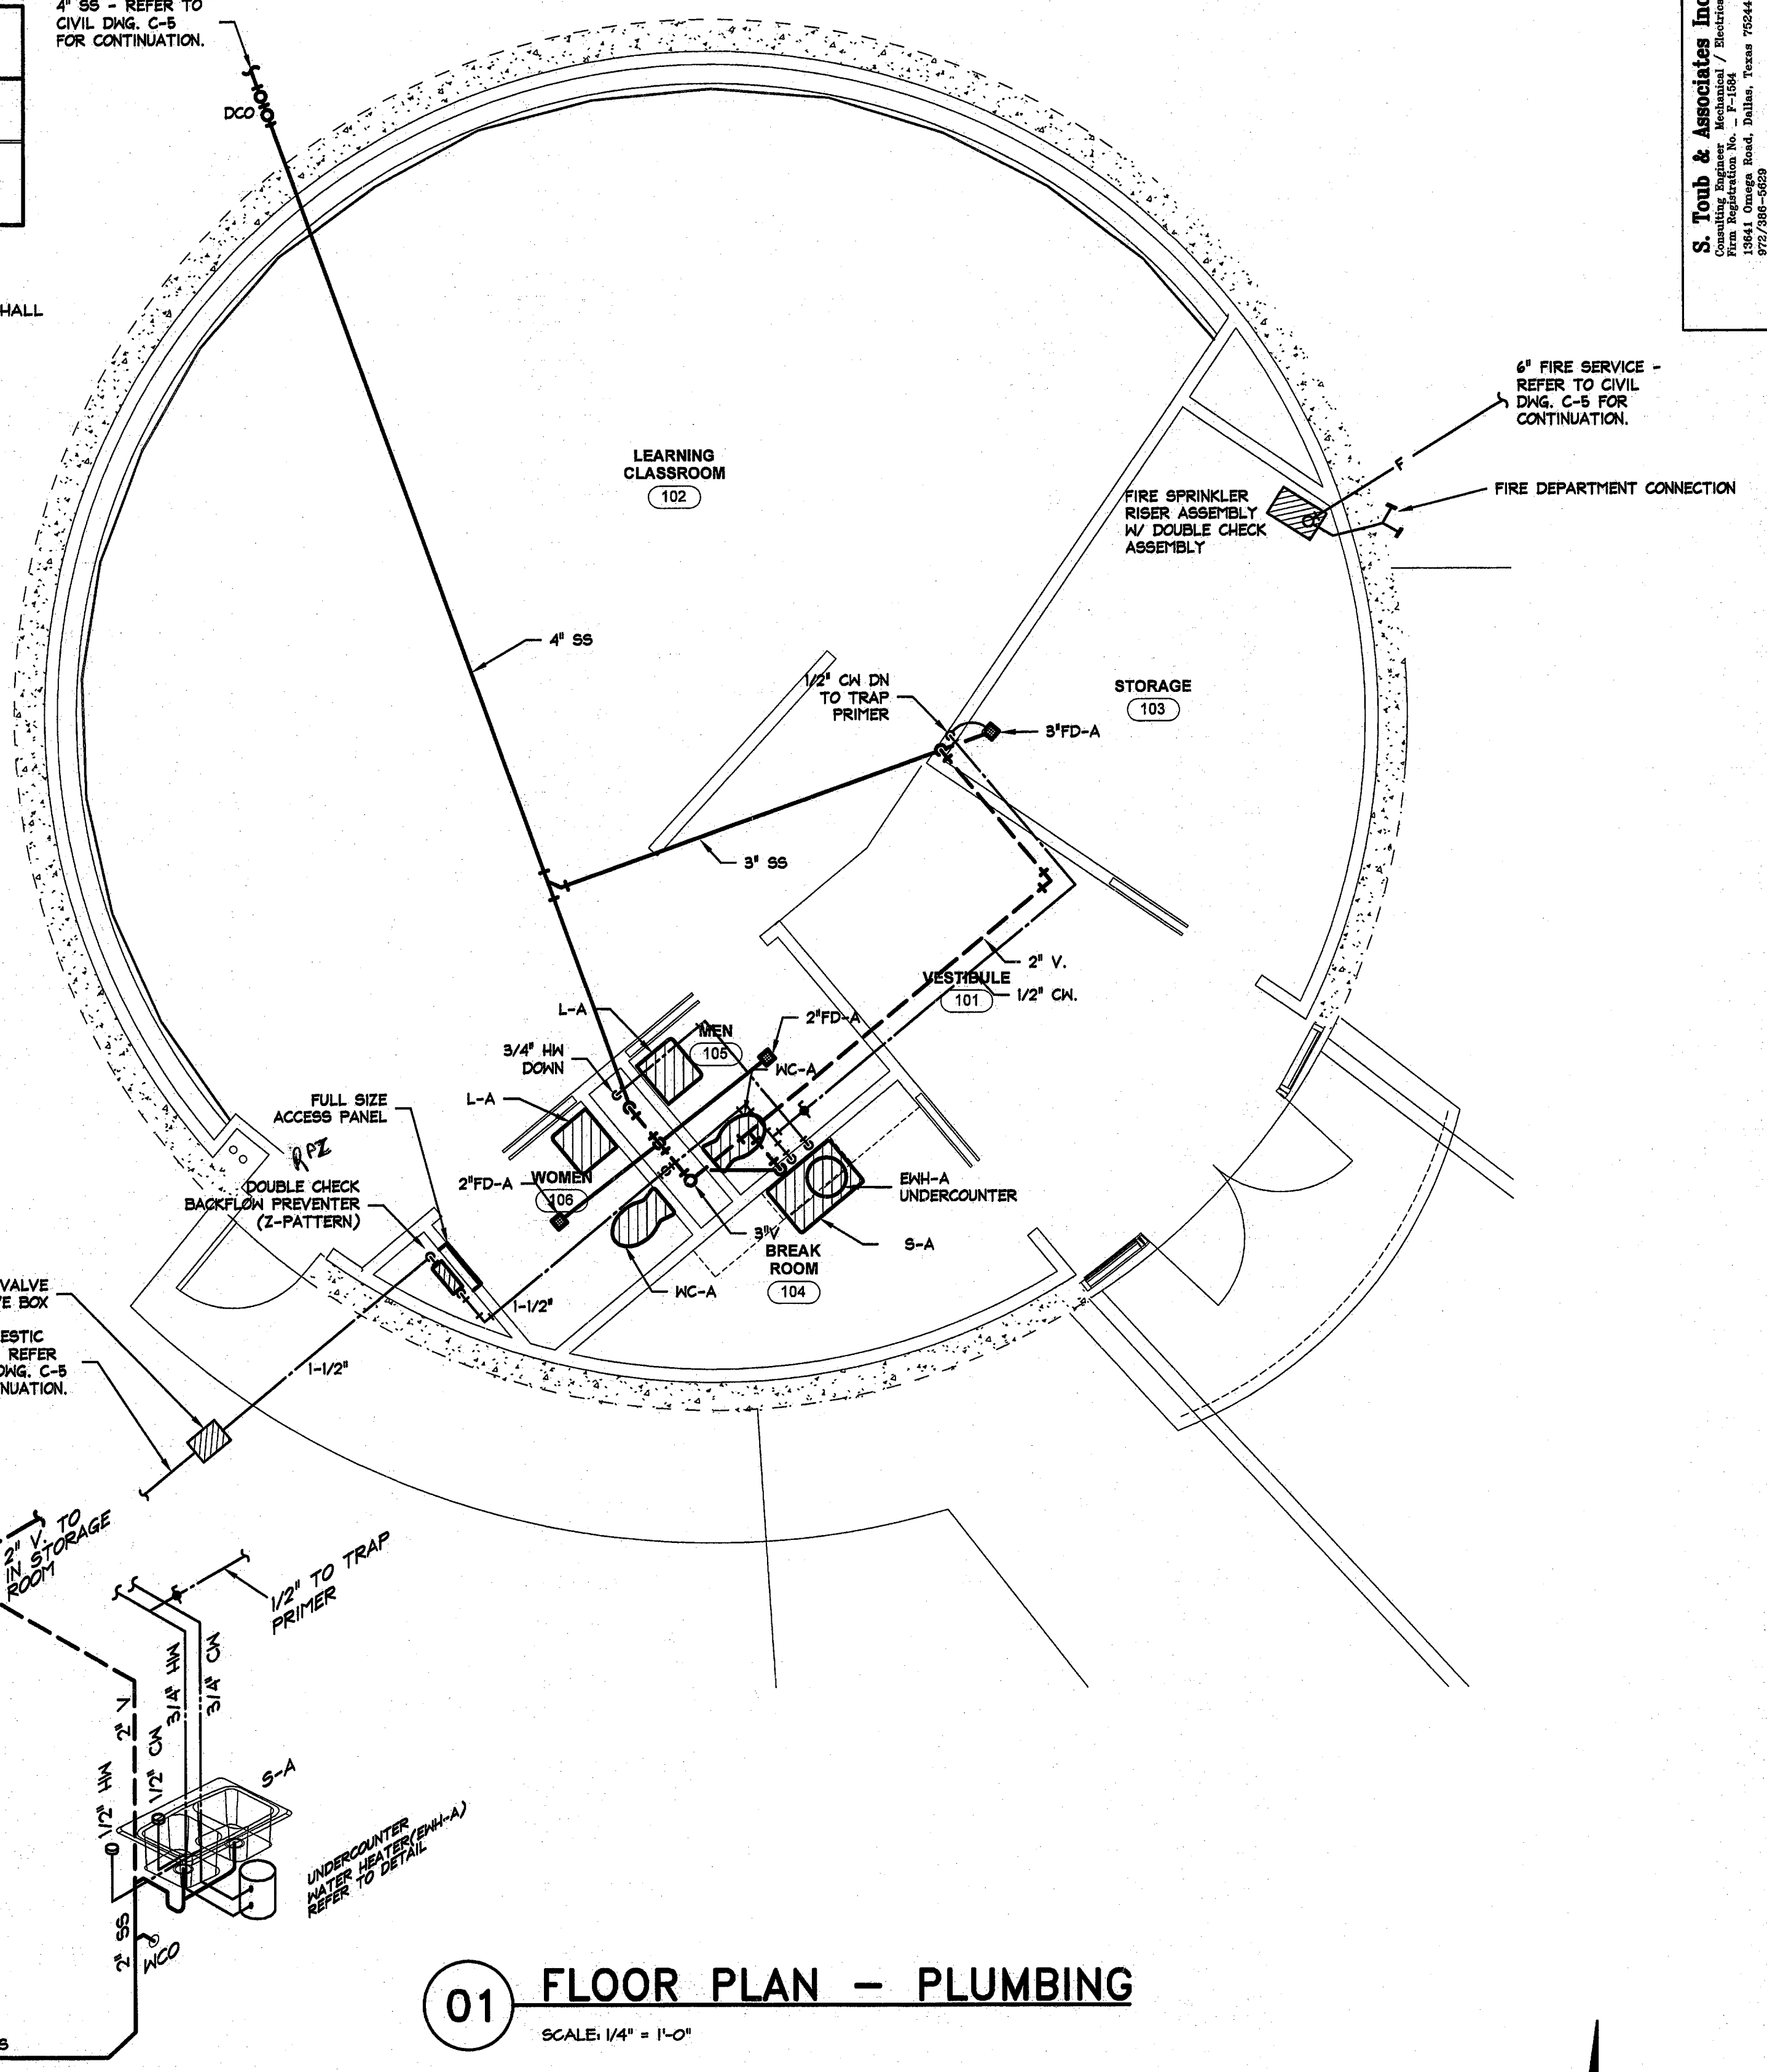 4" SS - REFER TO
CIVIL DWG. C-5
FOR CONTINUATION.
DCO
S. Toub & Associates Inc
Consulting Engineer Mechanical / Electrical
Firm Registration No. - F-1584
13641 Omega Road, Dallas, Texas 75244
972/386-5629
HALL
6" FIRE SERVICE -
REFER TO CIVIL
DWG. C-5 FOR
CONTINUATION.
F
FIRE DEPARTMENT CONNECTION
LEARNING
CLASSROOM
102
FIRE SPRINKLER
RISER ASSEMBLY
W/ DOUBLE CHECK
ASSEMBLY
4" SS
1/2" CW DN
TO TRAP
PRIMER
STORAGE
103
3"FD-A
3" SS
2" V.
VESTIBULE
101
1/2" CW.
L-A
MEN
105
2"FD-A
3/4" HW
DOWN
WC-A
FULL SIZE
ACCESS PANEL
L-A
RPZ
DOUBLE CHECK
BACKFLOW PREVENTER
(Z-PATTERN)
2"FD-A
WOMEN
106
EWH-A
UNDERCOUNTER
3"V
S-A
BREAK
ROOM
104
WC-A
1-1/2"
VALVE
E BOX
ESTIC
REFER
DWG. C-5
NUATION.
1-1/2"
2" V. TO
IN STORAGE
ROOM
1/2" TO TRAP
PRIMER
3/4" HW
3/4" CW
2" V
1/2" CW
1/2" HW
S-A
UNDERCOUNTER
WATER HEATER(EWH-A)
REFER TO DETAIL
2" SS
WCO
S
01
FLOOR PLAN - PLUMBING
SCALE: 1/4" = 1'-0"